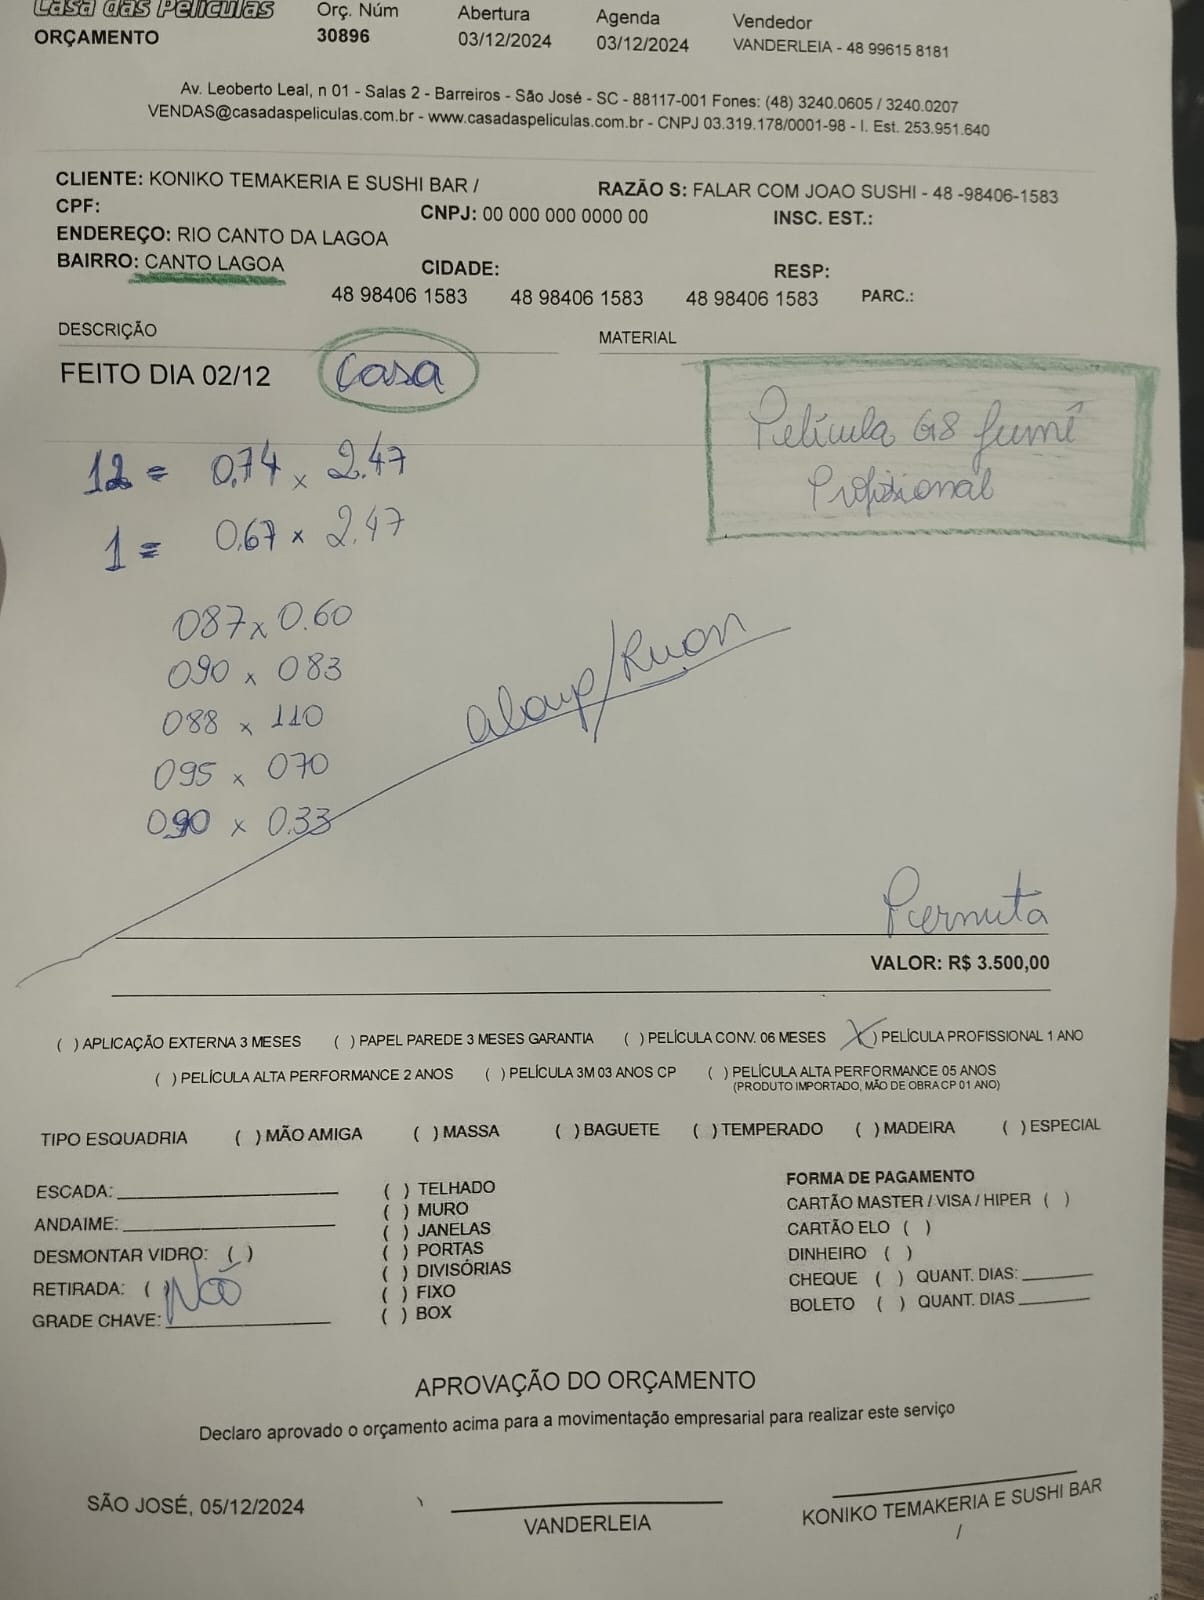 Casa das Películas
ORÇAMENTO
Orç. Núm
30896
Abertura
03/12/2024
Agenda
03/12/2024
Vendedor
VANDERLEIA - 48 99615 8181
Av. Leoberto Leal, n 01 - Salas 2 - Barreiros - São José - SC - 88117-001 Fones: (48) 3240.0605 / 3240.0207
VENDAS@casadaspeliculas.com.br - www.casadaspeliculas.com.br - CNPJ 03.319.178/0001-98 - I. Est. 253.951.640
CLIENTE: KONIKO TEMAKERIA E SUSHI BAR / RAZÃO S: FALAR COM JOAO SUSHI - 48 -98406-1583
CPF: CNPJ: 00 000 000 0000 00 INSC. EST.:
ENDEREÇO: RIO CANTO DA LAGOA
BAIRRO: CANTO LAGOA CIDADE: RESP:
48 98406 1583 48 98406 1583 48 98406 1583 PARC.:
DESCRIÇÃO MATERIAL
FEITO DIA 02/12 Casa
Película G8 fumê
Profissional
12 = 0,74 x 2.47
1 = 0,67 x 2,47
087 x 0.60
090 x 083
088 x 110
095 x 070
090 x 0.33
/Ruan
Permuta
VALOR: R$ 3.500,00
( ) APLICAÇÃO EXTERNA 3 MESES ( ) PAPEL PAREDE 3 MESES GARANTIA ( ) PELÍCULA CONV. 06 MESES (X) PELÍCULA PROFISSIONAL 1 ANO
( ) PELÍCULA ALTA PERFORMANCE 2 ANOS ( ) PELÍCULA 3M 03 ANOS CP ( ) PELÍCULA ALTA PERFORMANCE 05 ANOS
(PRODUTO IMPORTADO, MÃO DE OBRA CP 01 ANO)
TIPO ESQUADRIA ( ) MÃO AMIGA ( ) MASSA ( ) BAGUETE ( ) TEMPERADO ( ) MADEIRA ( ) ESPECIAL
ESCADA:
ANDAIME:
DESMONTAR VIDRO: ( )
RETIRADA: ( ) Não
GRADE CHAVE:
( ) TELHADO
( ) MURO
( ) JANELAS
( ) PORTAS
( ) DIVISÓRIAS
( ) FIXO
( ) BOX
FORMA DE PAGAMENTO
CARTÃO MASTER / VISA / HIPER ( )
CARTÃO ELO ( )
DINHEIRO ( )
CHEQUE ( ) QUANT. DIAS:
BOLETO ( ) QUANT. DIAS
APROVAÇÃO DO ORÇAMENTO
Declaro aprovado o orçamento acima para a movimentação empresarial para realizar este serviço
SÃO JOSÉ, 05/12/2024
VANDERLEIA
KONIKO TEMAKERIA E SUSHI BAR
/